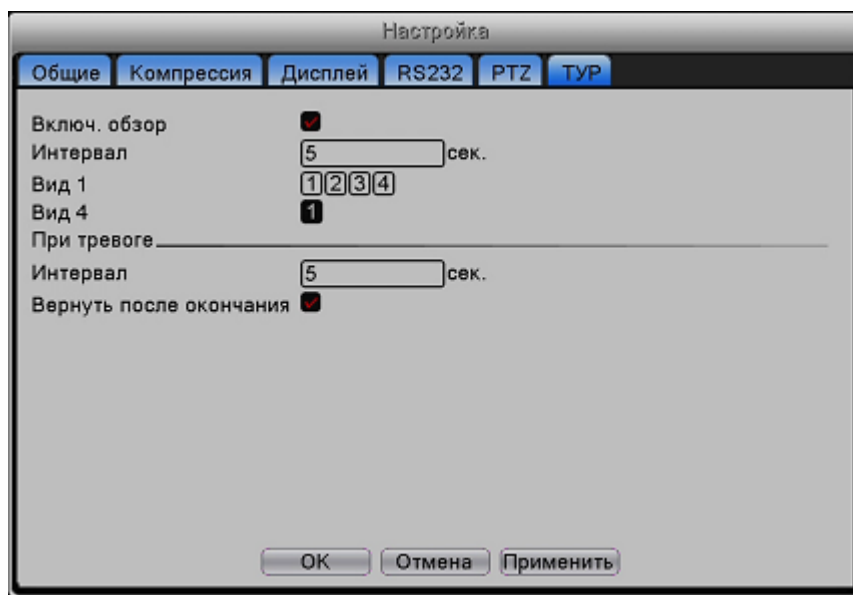 Настройка
Общие Компрессия Дисплей RS232 PTZ ТУР
Включ. обзор
Интервал 5 сек.
Вид 1 1 2 3 4
Вид 4 1
При тревоге
Интервал 5 сек.
Вернуть после окончания
OK Отмена Применить